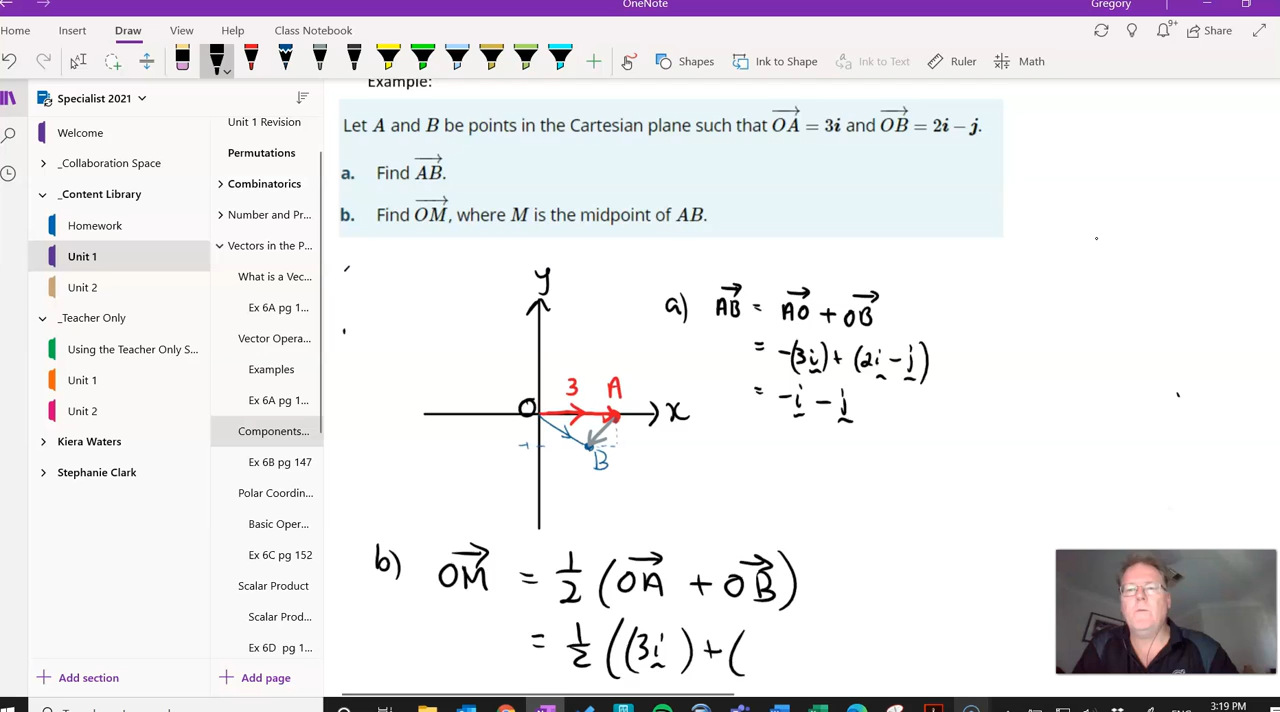 OneNote
Gregory
Home Insert Draw View Help Class Notebook
9+
Share
Shapes
Ink to Shape
Ink to Text
Ruler
Math
Example:
Specialist 2021
Welcome
_Collaboration Space
_Content Library
Homework
Unit 1
Unit 2
_Teacher Only
Using the Teacher Only S...
Unit 1
Unit 2
Kiera Waters
Stephanie Clark
Add section
Unit 1 Revision
Permutations
Combinatorics
Number and Pr...
Vectors in the P...
What is a Vec...
Ex 6A pg 1...
Vector Opera...
Examples
Ex 6A pg 1...
Components...
Ex 6B pg 147
Polar Coordin...
Basic Oper...
Ex 6C pg 152
Scalar Product
Scalar Prod...
Ex 6D pg 1...
Add page
Let A and B be points in the Cartesian plane such that →OA = 3i and →OB = 2i − j.
a. Find →AB.
b. Find →OM, where M is the midpoint of AB.
y
3 A
O x
-1
B
a) →AB = →AO + →OB
= -(3i) + (2i - j)
= -i - j
b) →OM = 1/2 (→OA + →OB)
= 1/2 ((3i) + (
ENG
3:19 PM